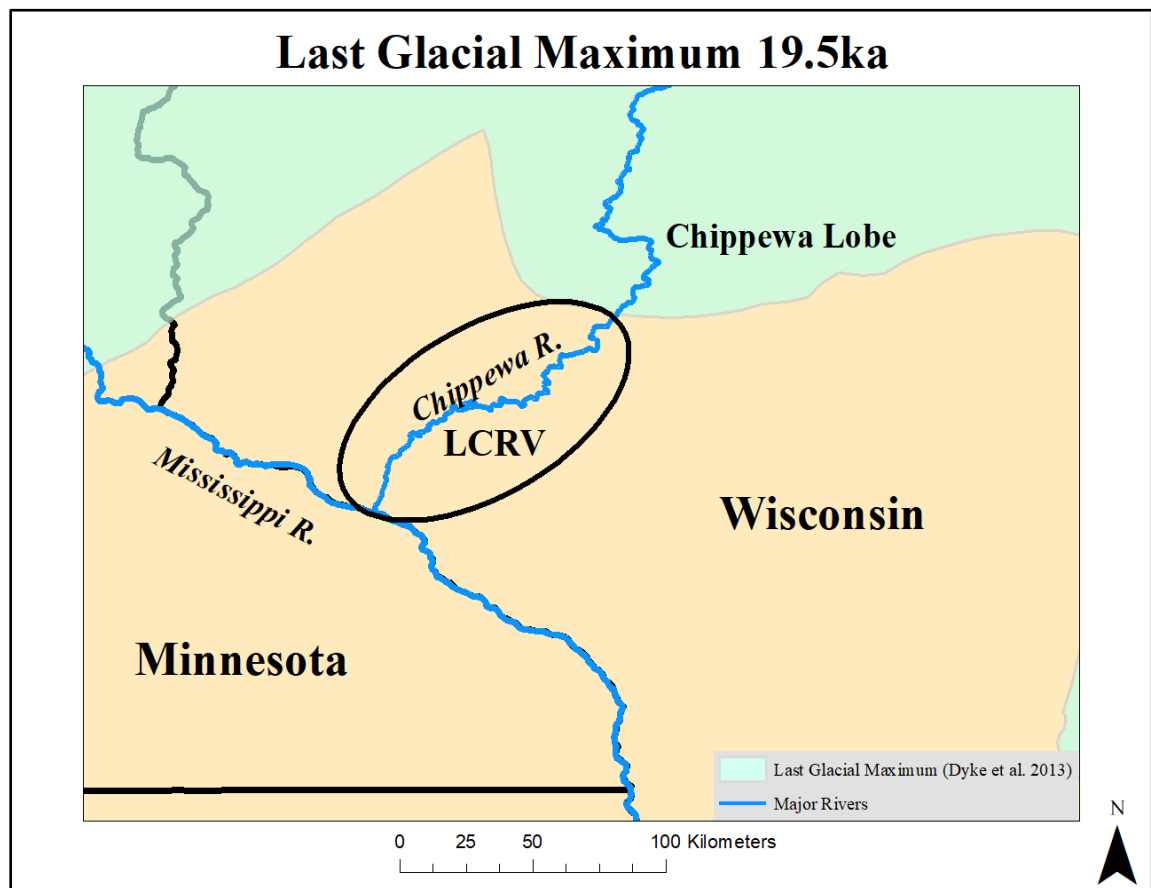 Last Glacial Maximum 19.5ka
Chippewa Lobe
Chippewa R.
LCRV
Mississippi R.
Wisconsin
Minnesota
Last Glacial Maximum (Dyke et al. 2013)
Major Rivers
0 25 50 100 Kilometers
N